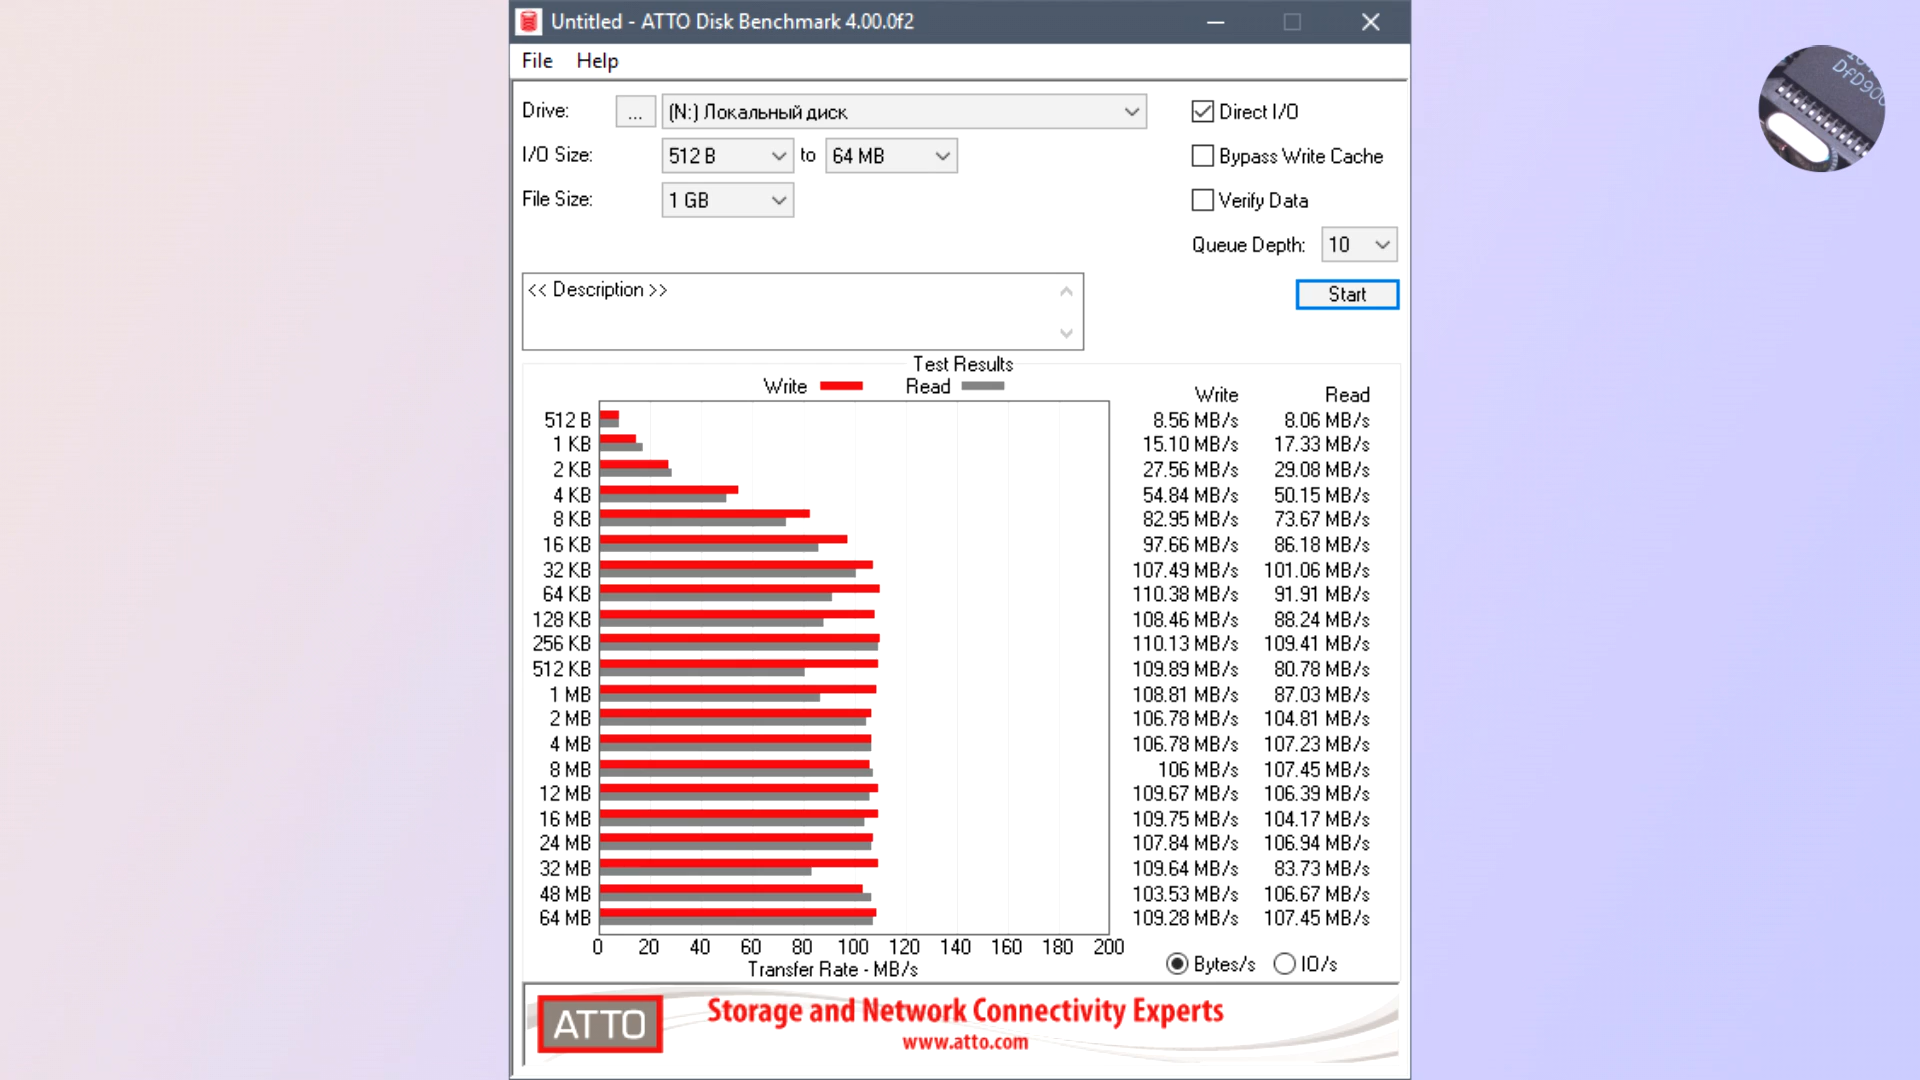 Untitled - ATTO Disk Benchmark 4.00.0f2
File Help
Drive: ... (N:) Локальный диск
Direct I/O
I/O Size: 512 B to 64 MB
Bypass Write Cache
File Size: 1 GB
Verify Data
Queue Depth: 10
<< Description >>
Start
Test Results
Write Read
Write Read
512 B 8.56 MB/s 8.06 MB/s
1 KB 15.10 MB/s 17.33 MB/s
2 KB 27.56 MB/s 29.08 MB/s
4 KB 54.84 MB/s 50.15 MB/s
8 KB 82.95 MB/s 73.67 MB/s
16 KB 97.66 MB/s 86.18 MB/s
32 KB 107.49 MB/s 101.06 MB/s
64 KB 110.38 MB/s 91.91 MB/s
128 KB 108.46 MB/s 88.24 MB/s
256 KB 110.13 MB/s 109.41 MB/s
512 KB 109.89 MB/s 80.78 MB/s
1 MB 108.81 MB/s 87.03 MB/s
2 MB 106.78 MB/s 104.81 MB/s
4 MB 106.78 MB/s 107.23 MB/s
8 MB 106 MB/s 107.45 MB/s
12 MB 109.67 MB/s 106.39 MB/s
16 MB 109.75 MB/s 104.17 MB/s
24 MB 107.84 MB/s 106.94 MB/s
32 MB 109.64 MB/s 83.73 MB/s
48 MB 103.53 MB/s 106.67 MB/s
64 MB 109.28 MB/s 107.45 MB/s
0 20 40 60 80 100 120 140 160 180 200
Transfer Rate - MB/s
Bytes/s IO/s
ATTO
Storage and Network Connectivity Experts
www.atto.com